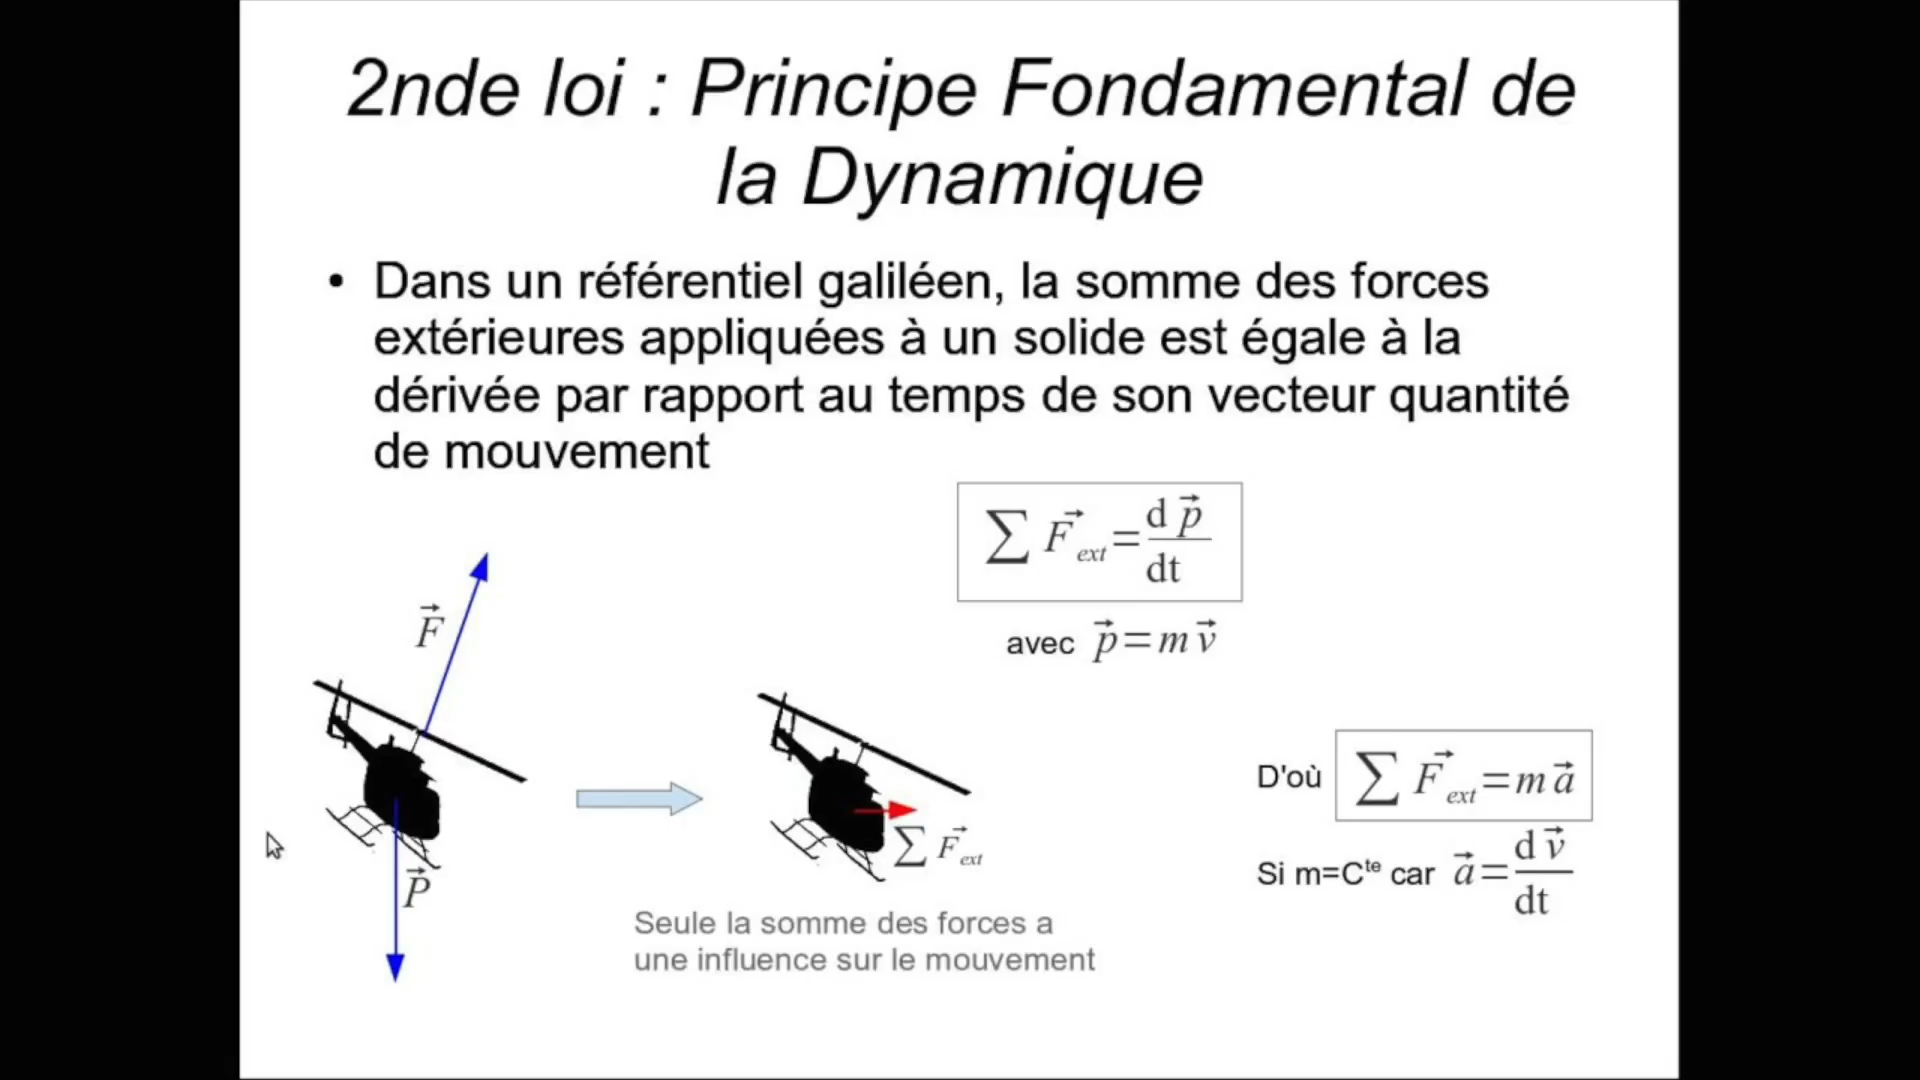 2nde loi : Principe Fondamental de
la Dynamique
• Dans un référentiel galiléen, la somme des forces
extérieures appliquées à un solide est égale à la
dérivée par rapport au temps de son vecteur quantité
de mouvement
∑ F⃗ext = d p⃗ / dt
avec p⃗ = m v⃗
F⃗
P⃗
∑ F⃗ext
Seule la somme des forces a
une influence sur le mouvement
D'où ∑ F⃗ext = m a⃗
Si m=Cᵗᵉ car a⃗ = d v⃗ / dt